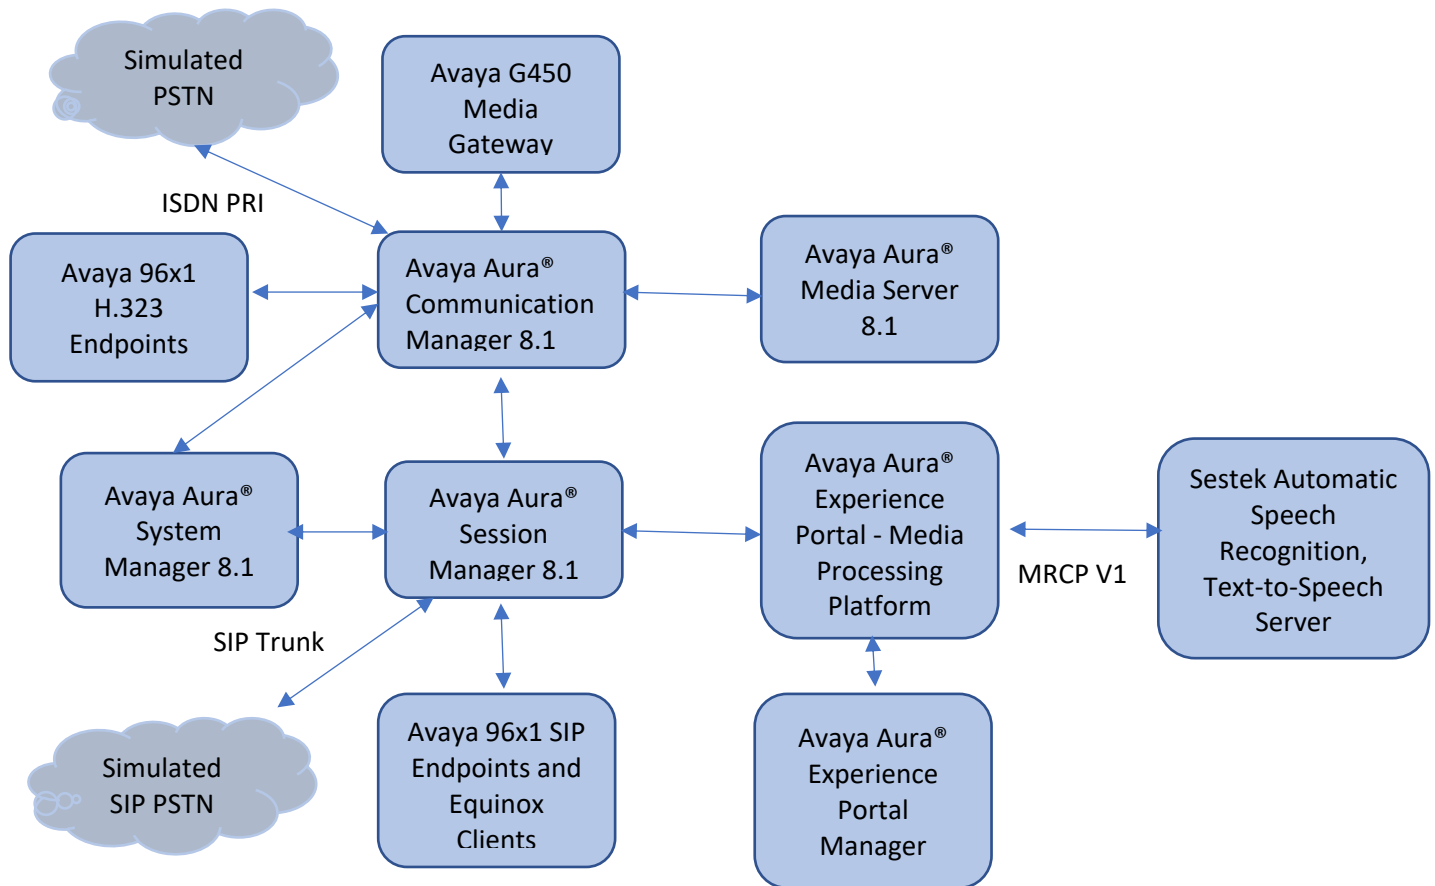 Simulated
PSTN
Avaya G450
Media
Gateway
ISDN PRI
Avaya 96x1
H.323
Endpoints
Avaya Aura®
Communication
Manager 8.1
Avaya Aura®
Media Server
8.1
Avaya Aura®
System
Manager 8.1
Avaya Aura®
Session
Manager 8.1
Avaya Aura®
Experience
Portal - Media
Processing
Platform
MRCP V1
Sestek Automatic
Speech
Recognition,
Text-to-Speech
Server
SIP Trunk
Simulated
SIP PSTN
Avaya 96x1 SIP
Endpoints and
Equinox
Clients
Avaya Aura®
Experience
Portal
Manager